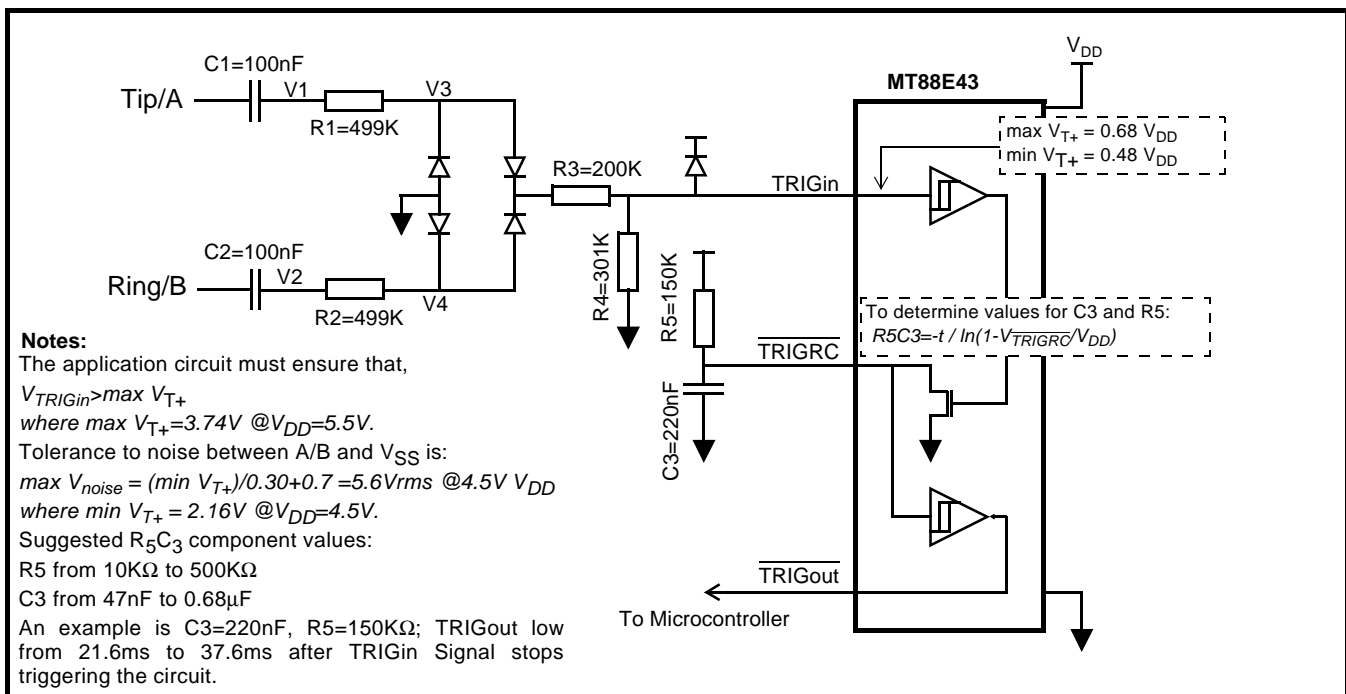 C1=100nF
Tip/A
V1
V3
R1=499K
R3=200K
C2=100nF
Ring/B
V2
R2=499K
V4
R4=301K
R5=150K
C3=220nF
MT88E43
VDD
max VT+ = 0.68 VDD
min VT+ = 0.48 VDD
TRIGin
To determine values for C3 and R5:
R5C3=-t / ln(1-VTRIGRC/VDD)
TRIGRC
TRIGout
To Microcontroller
Notes:
The application circuit must ensure that,
VTRIGin>max VT+
where max VT+=3.74V @VDD=5.5V.
Tolerance to noise between A/B and VSS is:
max Vnoise = (min VT+)/0.30+0.7 =5.6Vrms @4.5V VDD
where min VT+ = 2.16V @VDD=4.5V.
Suggested R5C3 component values:
R5 from 10KΩ to 500KΩ
C3 from 47nF to 0.68µF
An example is C3=220nF, R5=150KΩ; TRIGout low
from 21.6ms to 37.6ms after TRIGin Signal stops
triggering the circuit.